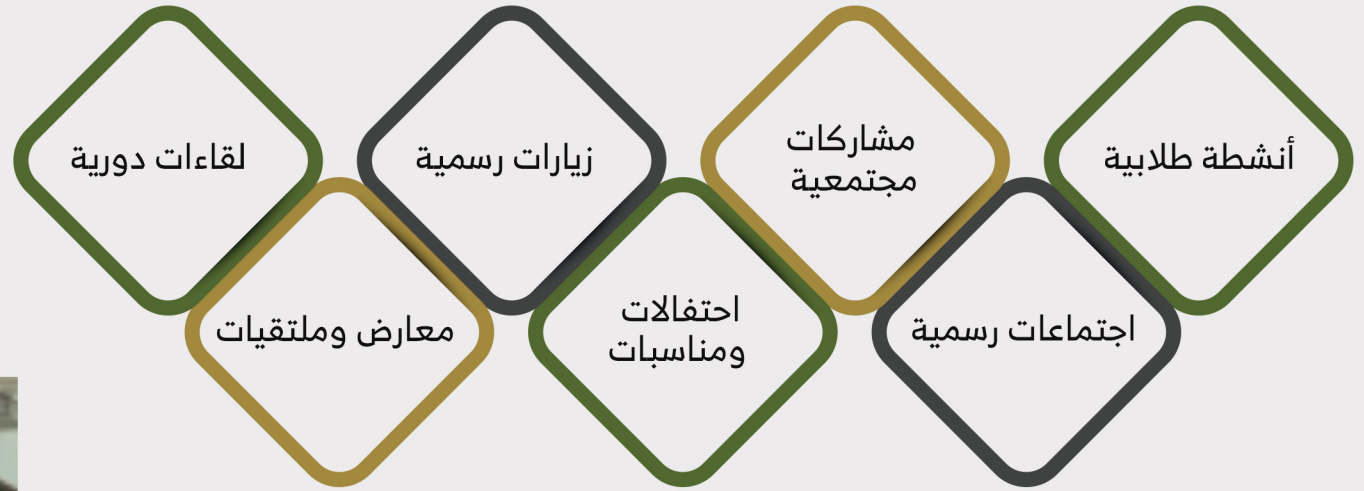 أنشطة طلابية
اجتماعات رسمية
مشاركات
مجتمعية
احتفالات
ومناسبات
زيارات رسمية
معارض وملتقيات
لقاءات دورية